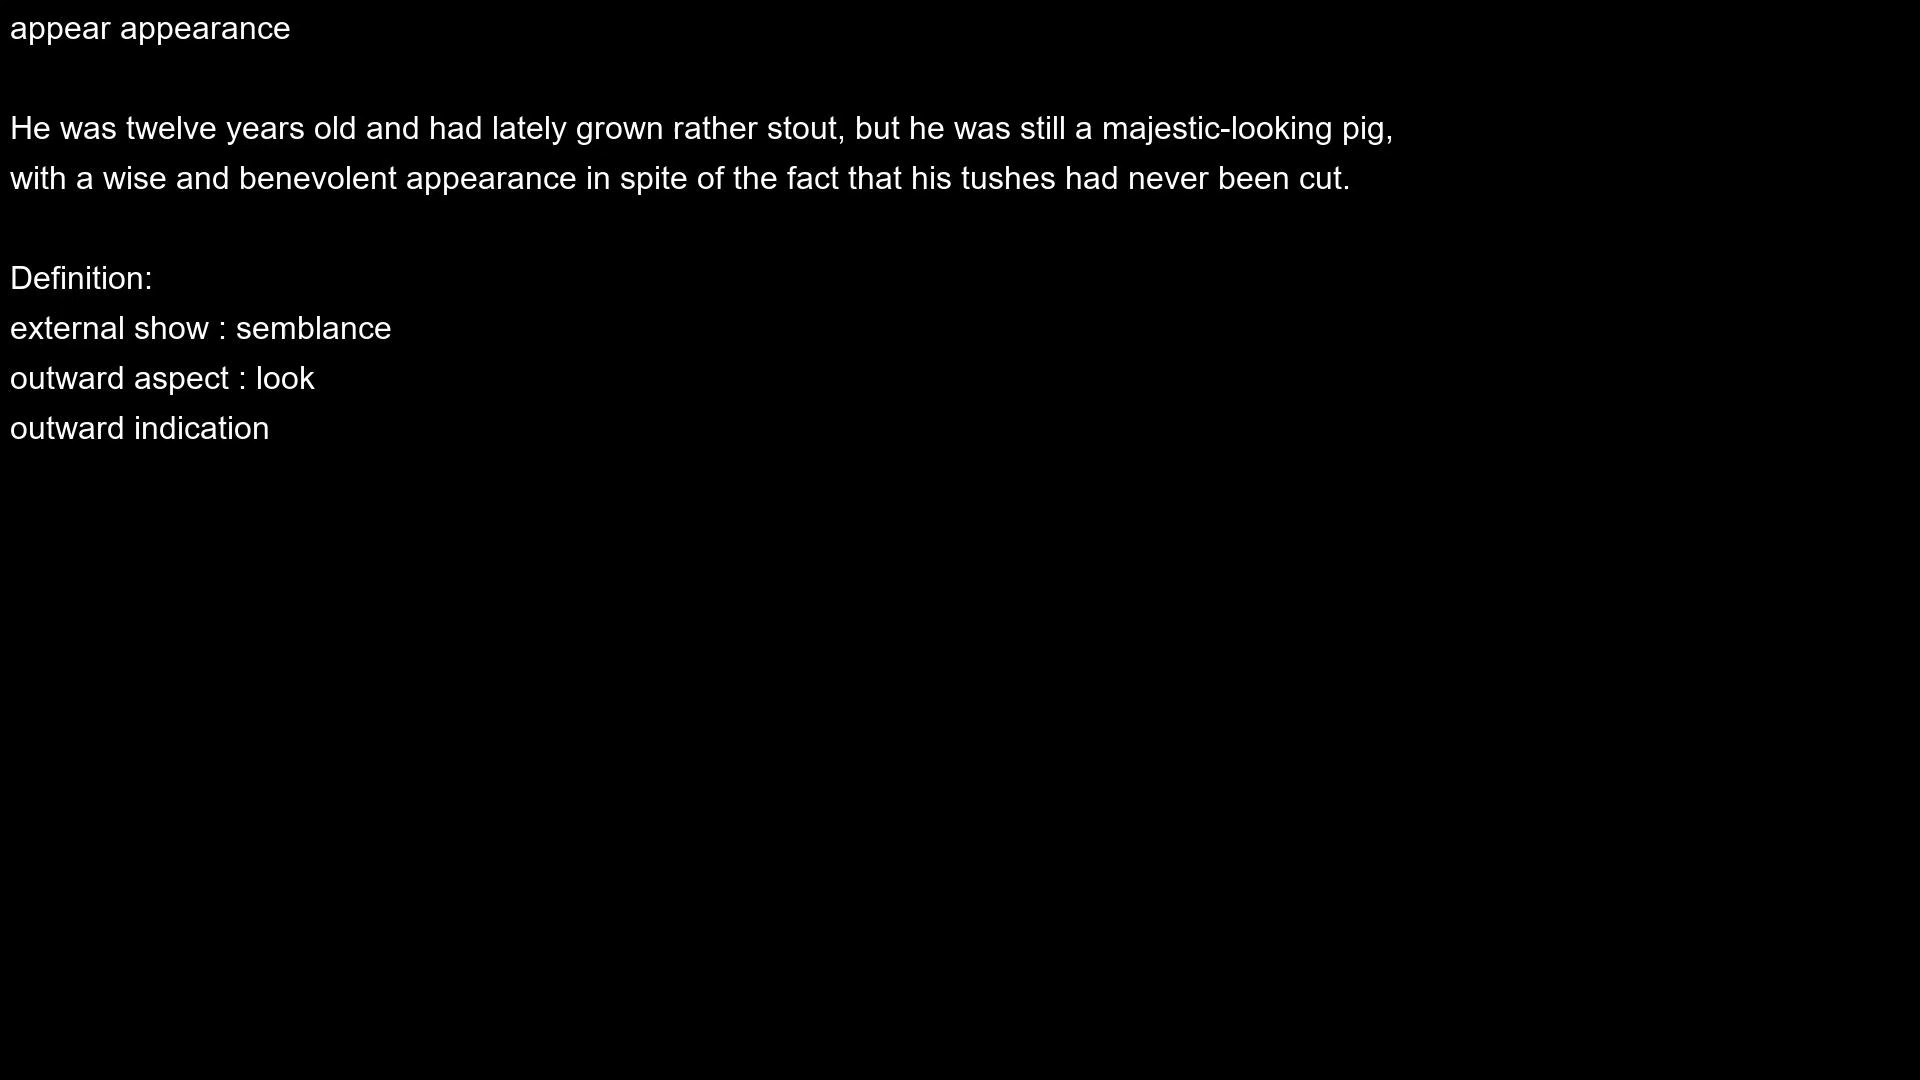 appear appearance
He was twelve years old and had lately grown rather stout, but he was still a majestic-looking pig,
with a wise and benevolent appearance in spite of the fact that his tushes had never been cut.
Definition:
external show : semblance
outward aspect : look
outward indication